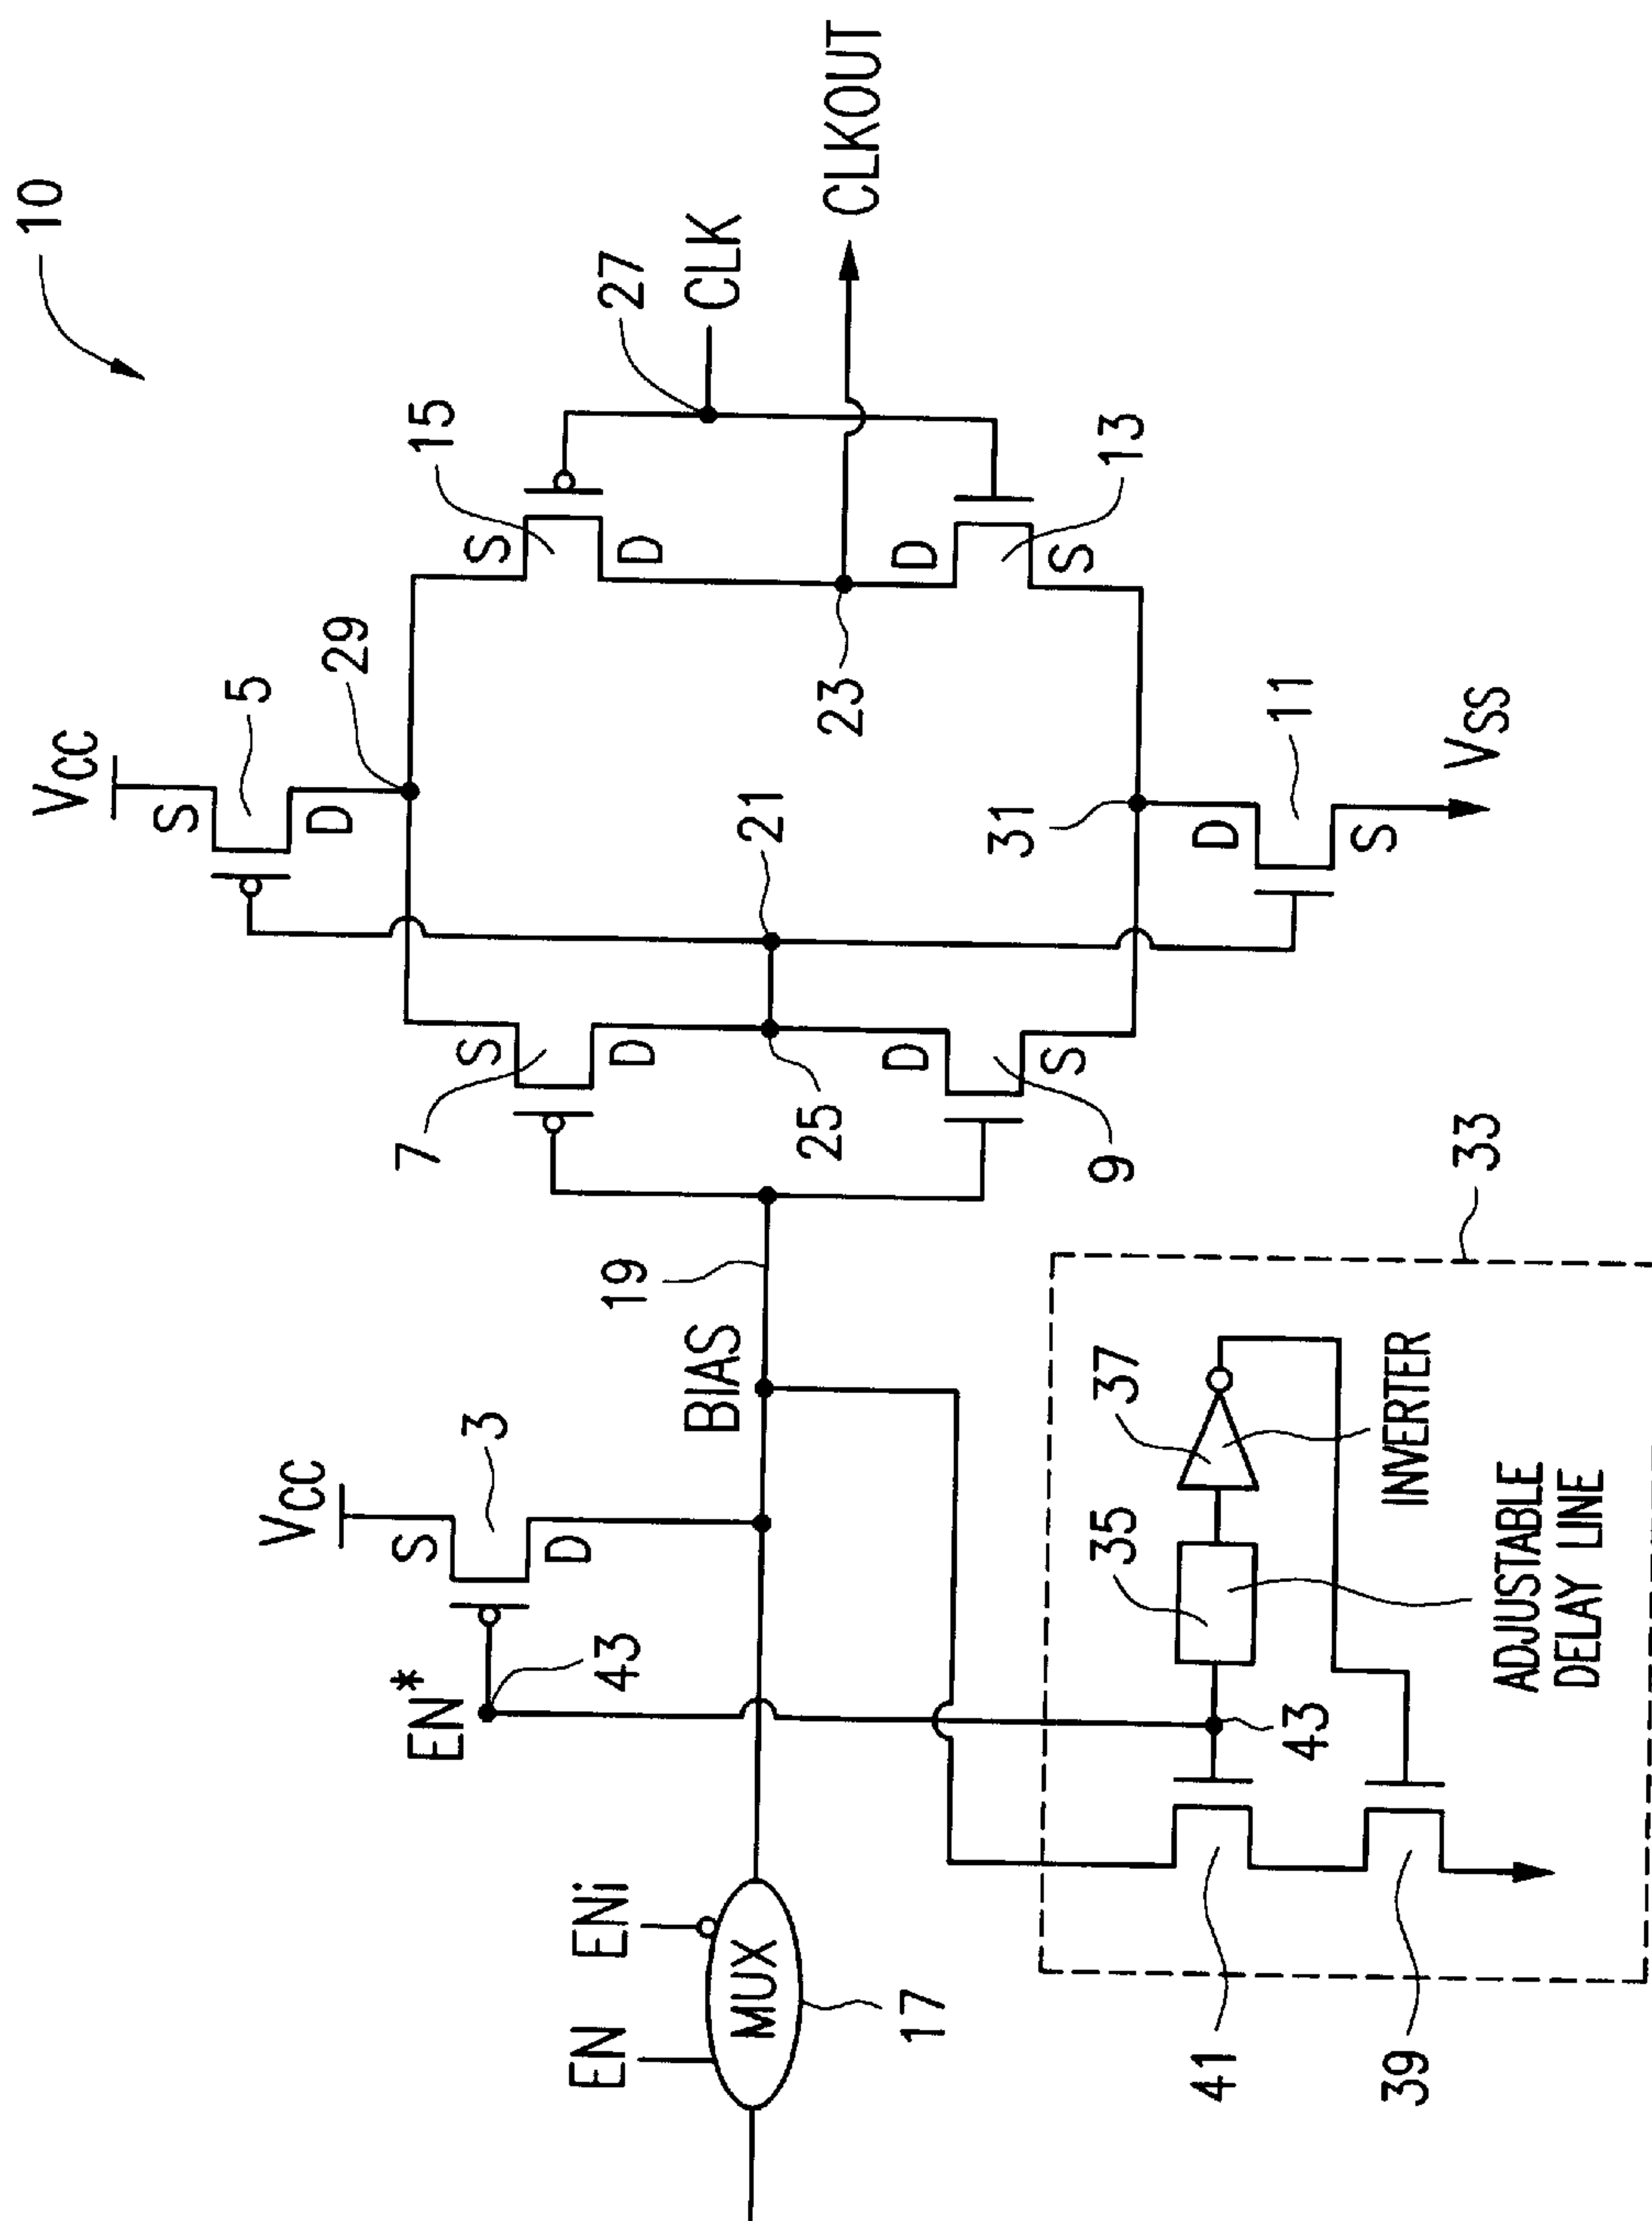 10
VCC
5
S
D
29
15
S
D
27
CLK
CLKOUT
23
D
13
S
31
21
D
11
S
VSS
7
S
D
25
D
9
S
19
BIAS
VCC
3
S
D
EN*
43
EN
ENi
MUX
17
33
37
INVERTER
35
ADJUSTABLE
DELAY LINE
43
41
39